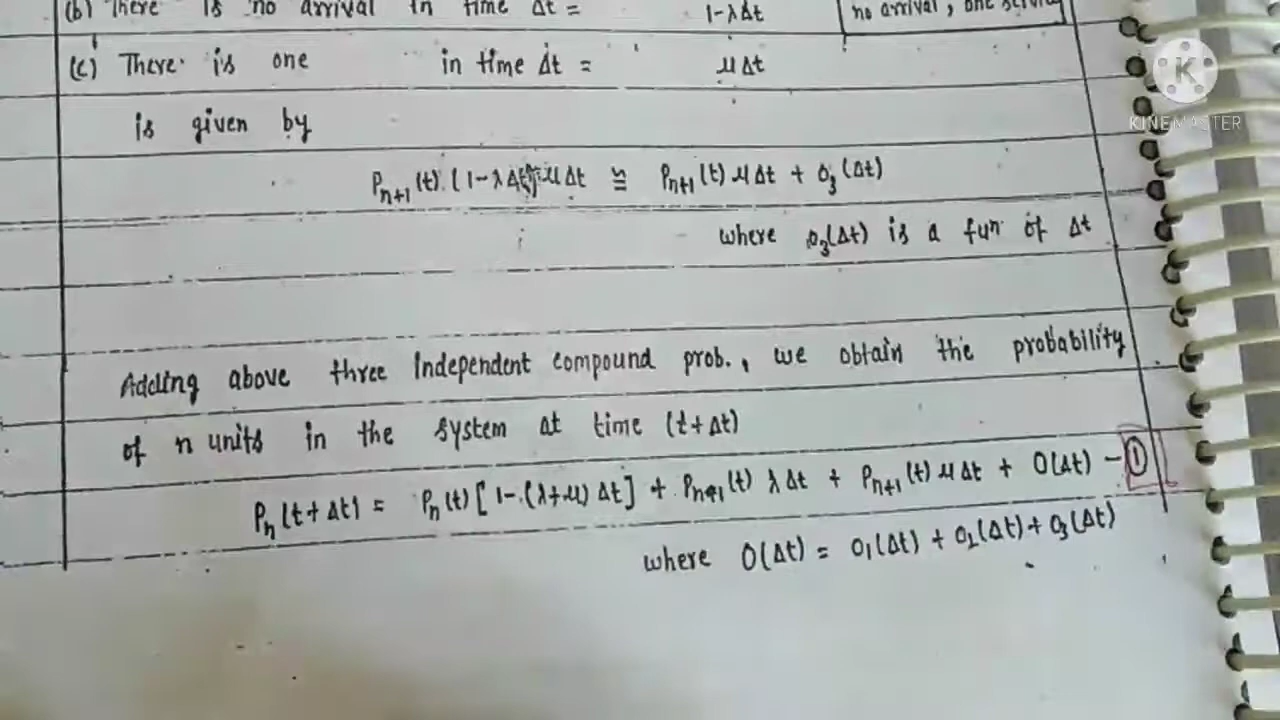 (b) There is no arrival in time Δt = 1-λΔt
no arrival, one
(c) There is one in time Δt = μΔt
KINEMASTER
is given by
Pn+1(t).(1-λΔt) μΔt ≅ Pn+1(t) μΔt + O3(Δt)
where O3(Δt) is a fun of Δt
Adding above three Independent compound prob., we obtain the probability
of n units in the system at time (t+Δt)
Pn(t+Δt) = Pn(t)[1-(λ+μ)Δt] + (t) λΔt + Pn+1(t) μΔt + O(Δt) - ①
where O(Δt) = O1(Δt) + O2(Δt) + O3(Δt)